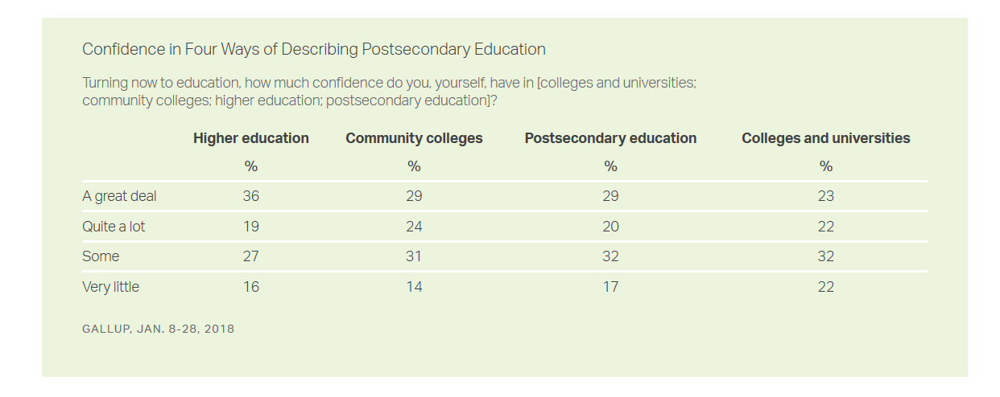 Confidence in Four Ways of Describing Postsecondary Education
Turning now to education, how much confidence do you, yourself, have in [colleges and universities;
community colleges; higher education; postsecondary education]?
Higher education Community colleges Postsecondary education Colleges and universities
% % % %
A great deal 36 29 29 23
Quite a lot 19 24 20 22
Some 27 31 32 32
Very little 16 14 17 22
GALLUP, JAN. 8-28, 2018